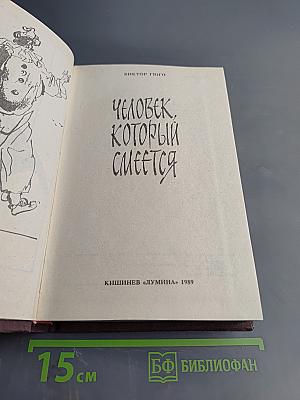 ВИКТОР ГЮГО
ЧЕЛОВЕК,
КОТОРЫЙ
СМЕЕТСЯ
КИШИНЕВ «ЛУМИНА» 1989
15 см
БФ БИБЛИОФАН